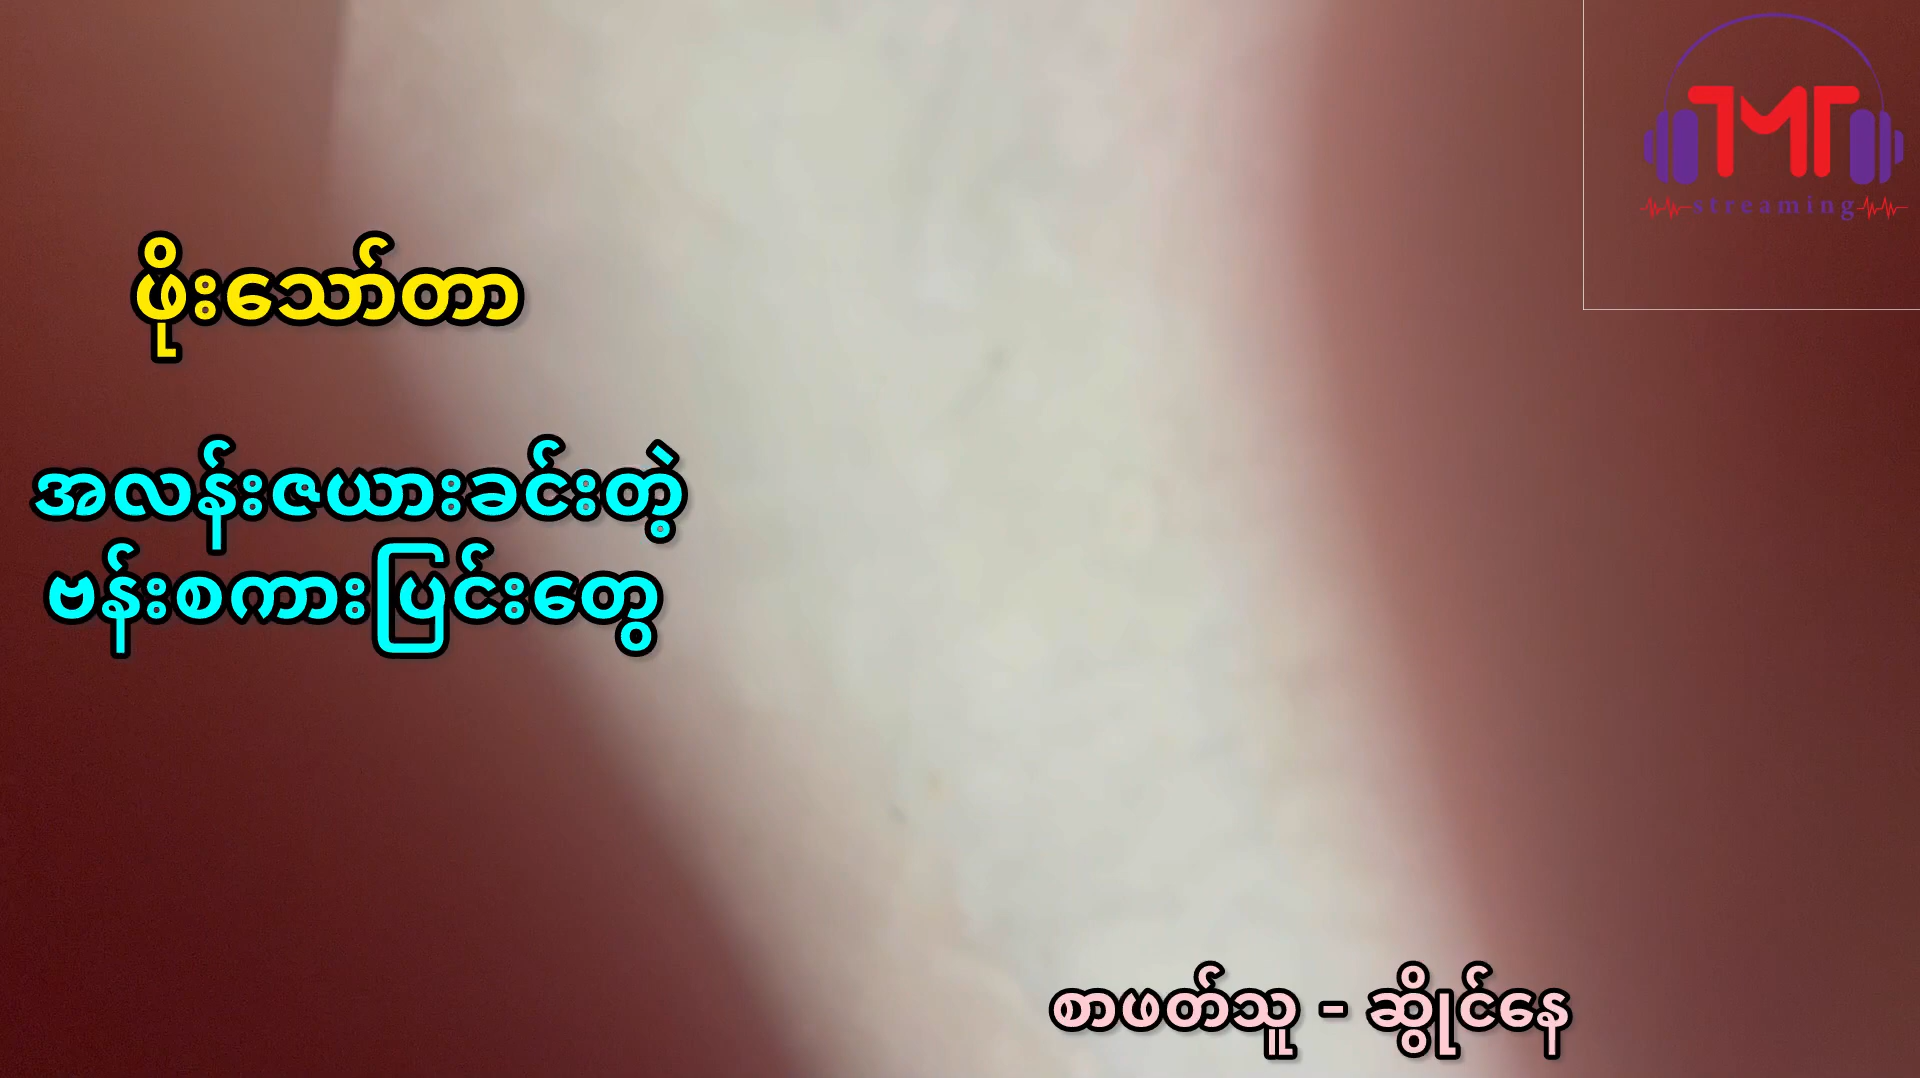 TMT
streaming
ဖိုးသော်တာ
အလန်းဇယားခင်းတဲ့
ဗန်းစကားပြင်းတွေ
စာဖတ်သူ - ဆွိုင်နေ